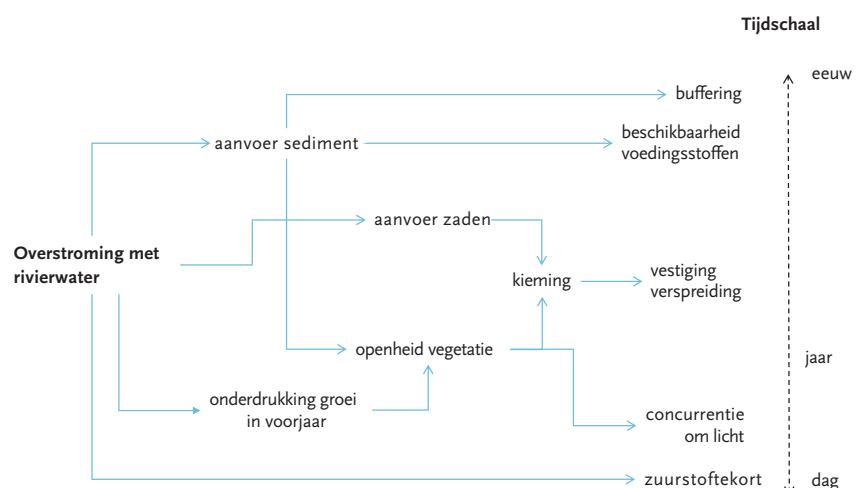 Tijdschaal
eeuw
buffering
beschikbaarheid
voedingsstoffen
aanvoer sediment
aanvoer zaden
Overstroming met
rivierwater
kieming
vestiging
verspreiding
openheid vegetatie
jaar
onderdrukking groei
in voorjaar
concurrentie
om licht
zuurstoftekort
dag